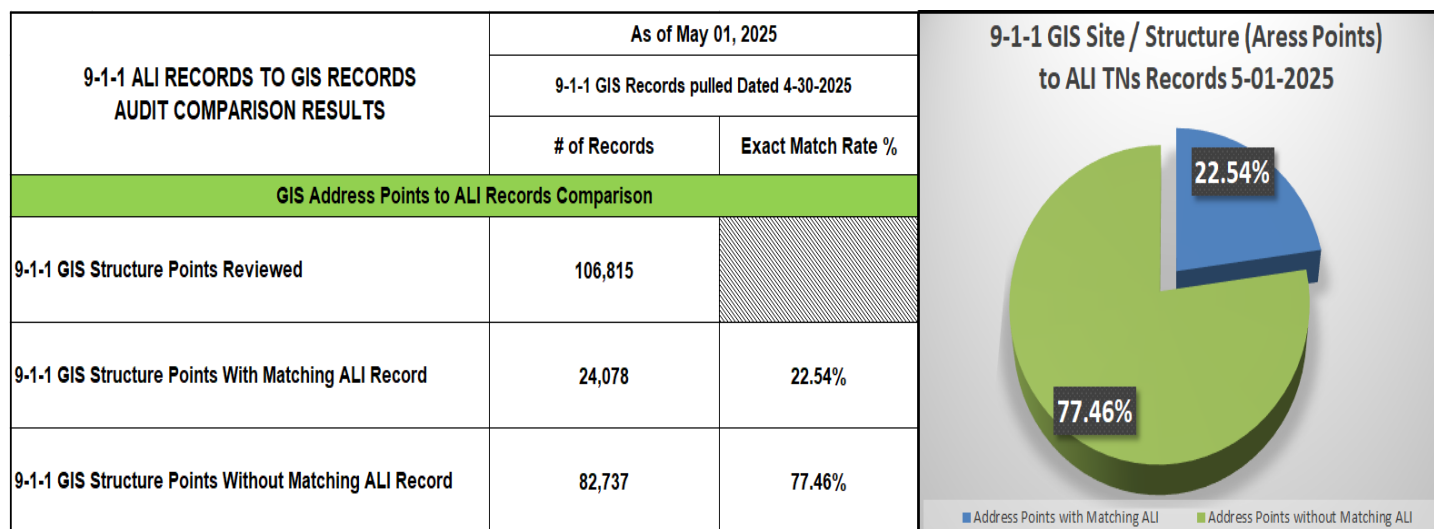 9-1-1 ALI RECORDS TO GIS RECORDS
AUDIT COMPARISON RESULTS
As of May 01, 2025
9-1-1 GIS Records pulled Dated 4-30-2025
# of Records
Exact Match Rate %
GIS Address Points to ALI Records Comparison
9-1-1 GIS Structure Points Reviewed
106,815
9-1-1 GIS Structure Points With Matching ALI Record
24,078
22.54%
9-1-1 GIS Structure Points Without Matching ALI Record
82,737
77.46%
9-1-1 GIS Site / Structure (Aress Points)
to ALI TNs Records 5-01-2025
22.54%
77.46%
Address Points with Matching ALI
Address Points without Matching ALI